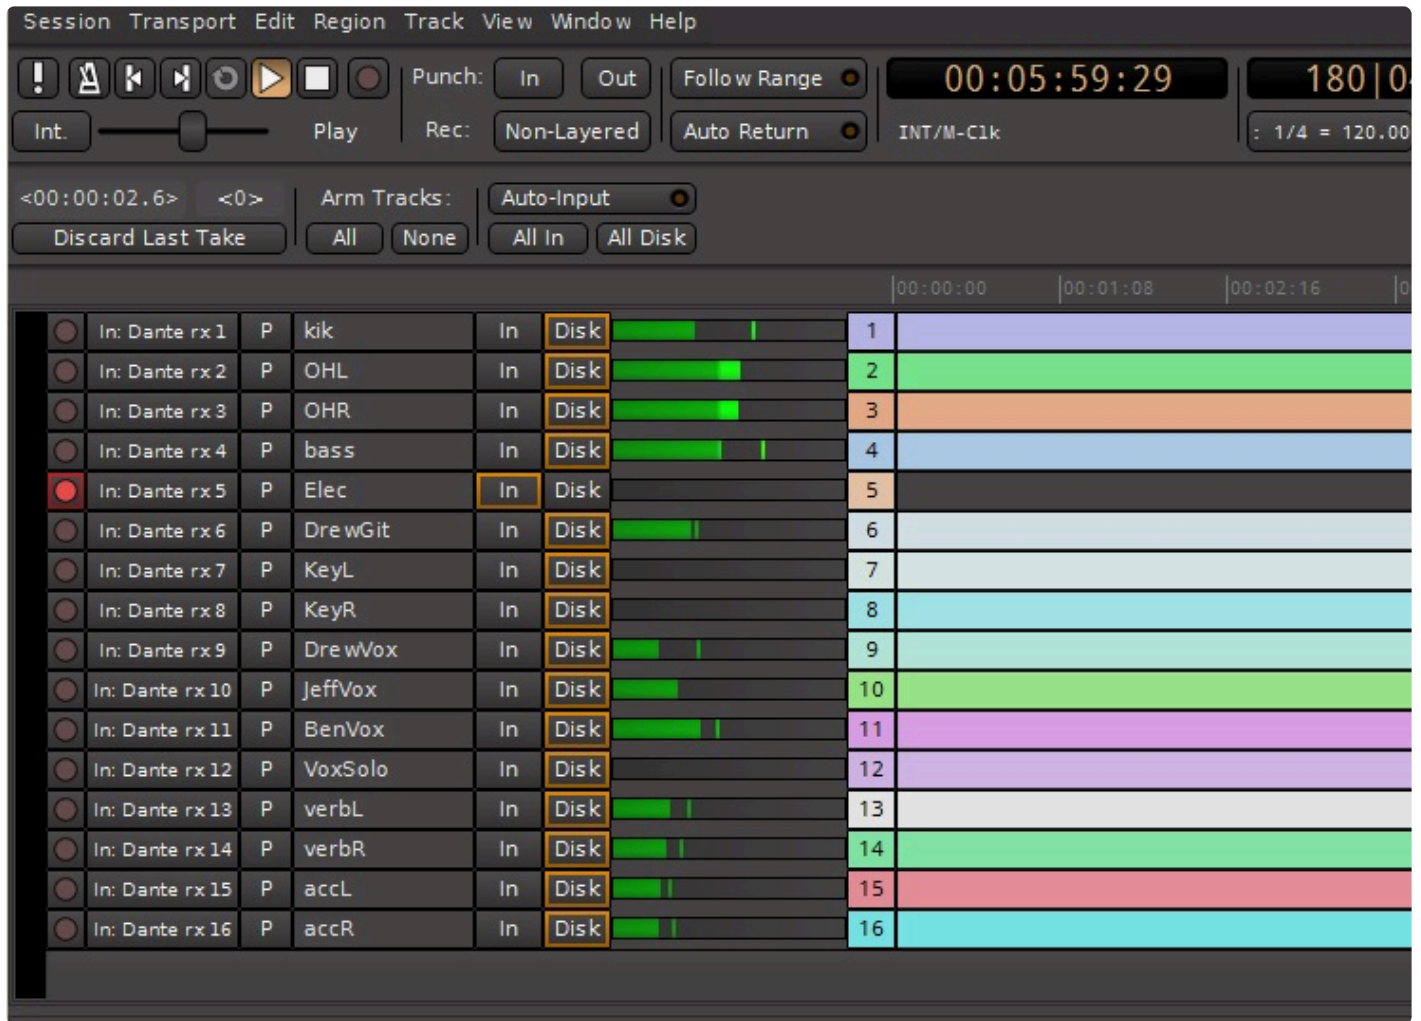 Session Transport Edit Region Track View Window Help
Punch: In Out Follow Range 00:05:59:29 180|0
Int. Play Rec: Non-Layered Auto Return INT/M-Clk : 1/4 = 120.00
<00:00:02.6> <0> Arm Tracks: Auto-Input
Discard Last Take All None All In All Disk
00:00:00 00:01:08 00:02:16
In: Dante rx 1 P kik In Disk 1
In: Dante rx 2 P OHL In Disk 2
In: Dante rx 3 P OHR In Disk 3
In: Dante rx 4 P bass In Disk 4
In: Dante rx 5 P Elec In Disk 5
In: Dante rx 6 P DrewGit In Disk 6
In: Dante rx 7 P KeyL In Disk 7
In: Dante rx 8 P KeyR In Disk 8
In: Dante rx 9 P DrewVox In Disk 9
In: Dante rx 10 P JeffVox In Disk 10
In: Dante rx 11 P BenVox In Disk 11
In: Dante rx 12 P VoxSolo In Disk 12
In: Dante rx 13 P verbL In Disk 13
In: Dante rx 14 P verbR In Disk 14
In: Dante rx 15 P accL In Disk 15
In: Dante rx 16 P accR In Disk 16